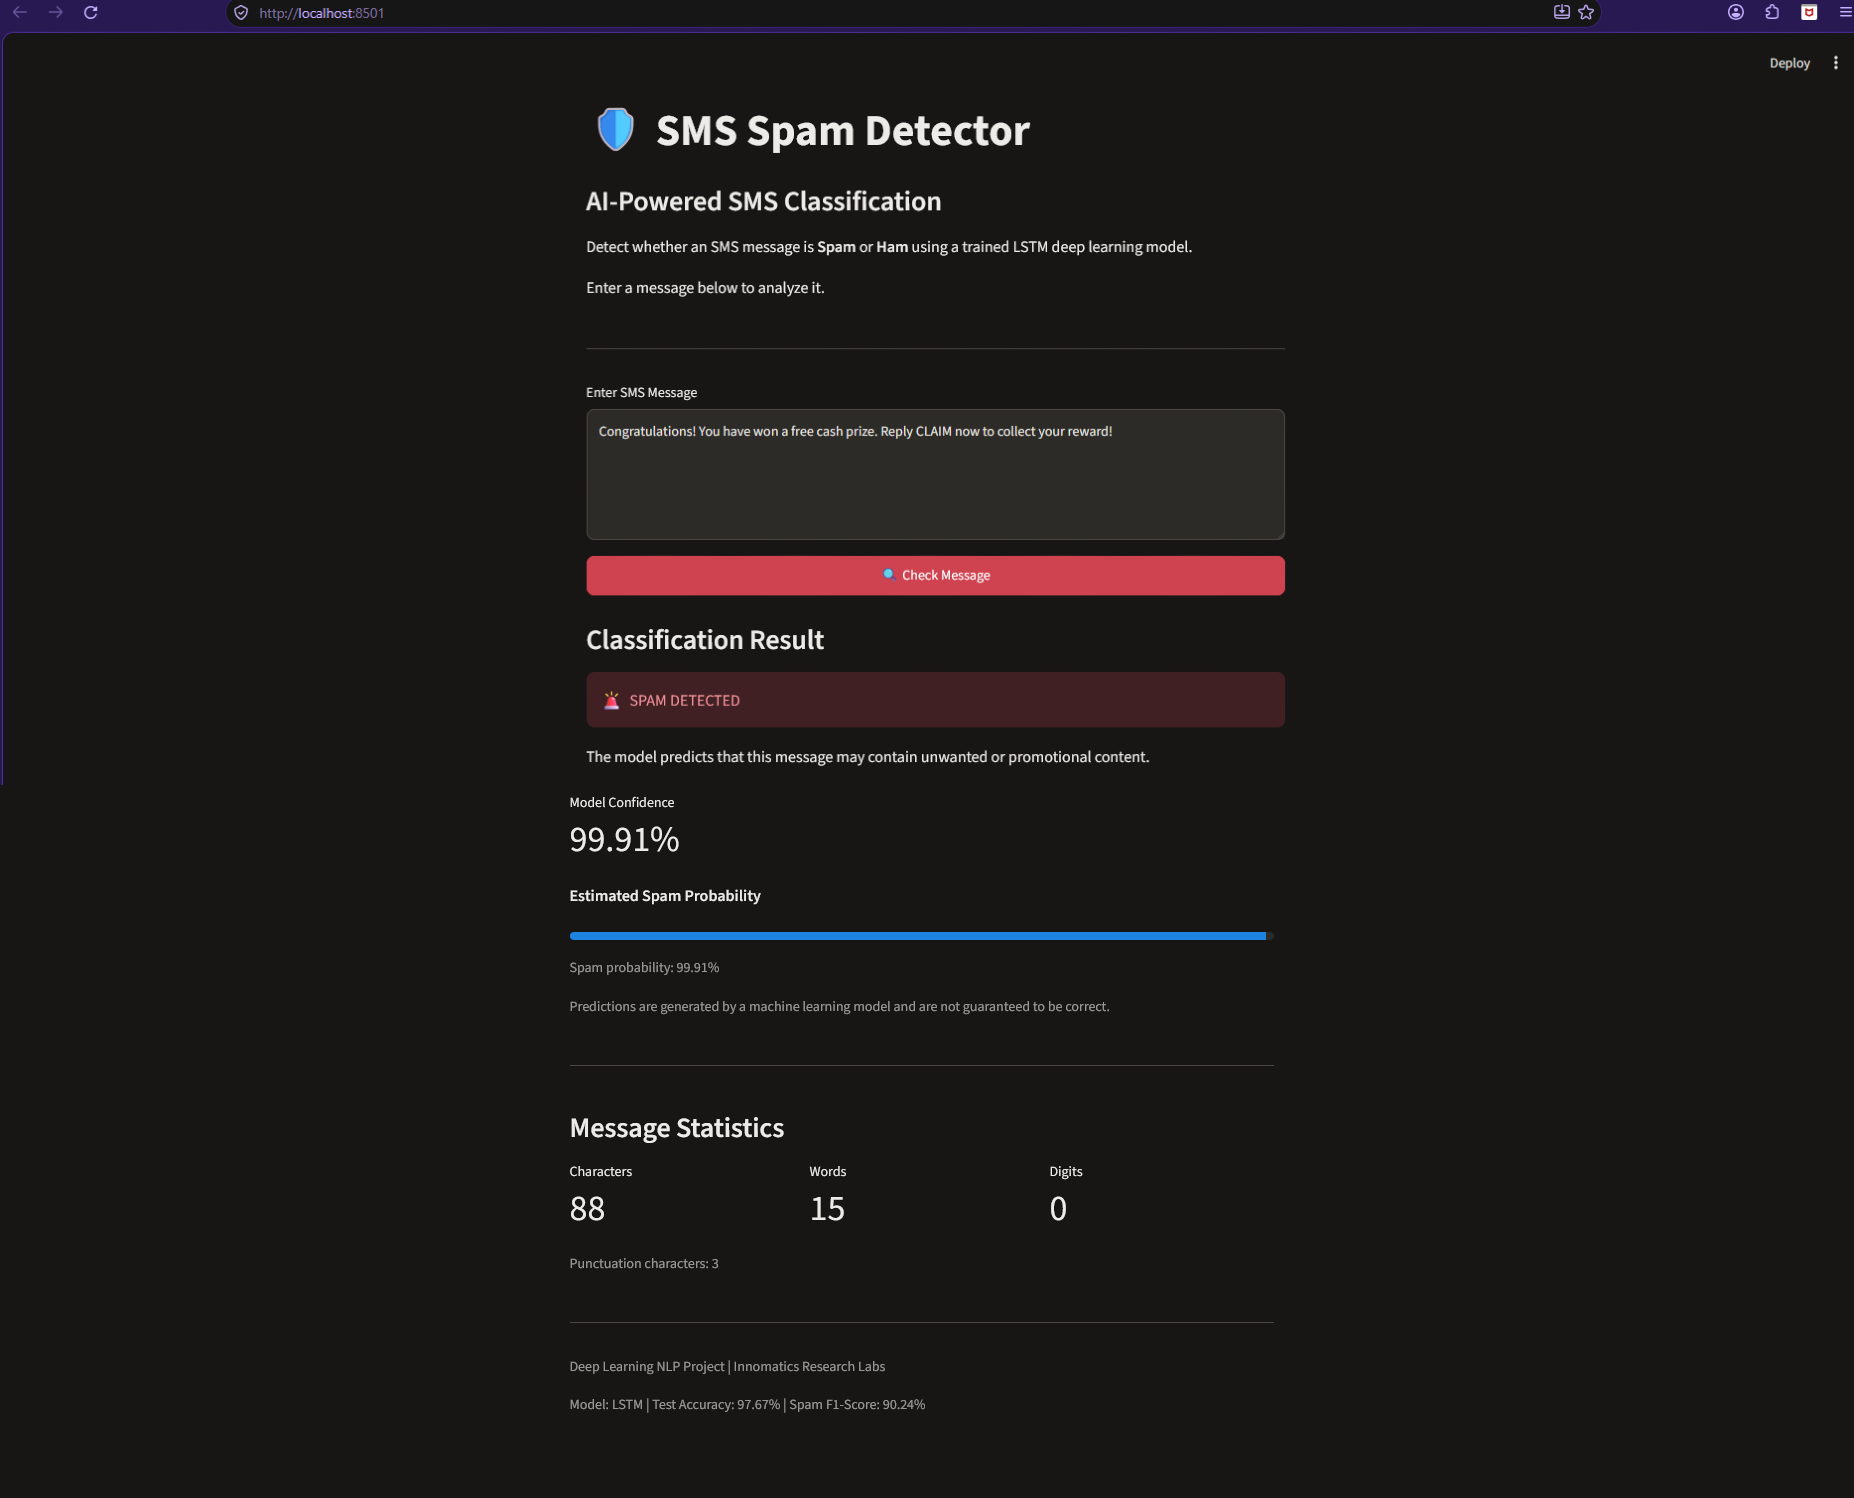 http://localhost:8501
Deploy
SMS Spam Detector
AI-Powered SMS Classification
Detect whether an SMS message is Spam or Ham using a trained LSTM deep learning model.
Enter a message below to analyze it.
Enter SMS Message
Congratulations! You have won a free cash prize. Reply CLAIM now to collect your reward!
Check Message
Classification Result
SPAM DETECTED
The model predicts that this message may contain unwanted or promotional content.
Model Confidence
99.91%
Estimated Spam Probability
Spam probability: 99.91%
Predictions are generated by a machine learning model and are not guaranteed to be correct.
Message Statistics
Characters Words Digits
88 15 0
Punctuation characters: 3
Deep Learning NLP Project | Innomatics Research Labs
Model: LSTM | Test Accuracy: 97.67% | Spam F1-Score: 90.24%